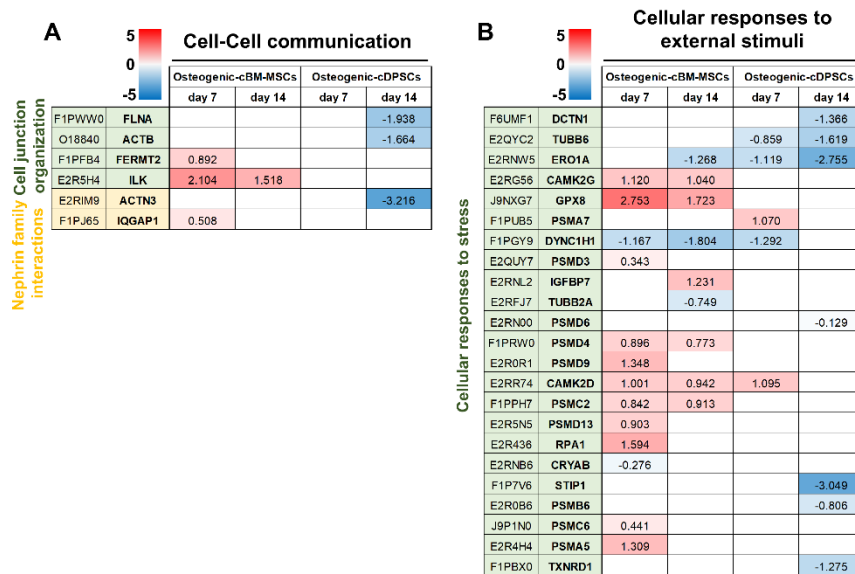 A
5
0
-5
Cell-Cell communication
Osteogenic-cBM-MSCs Osteogenic-cDPSCs
day 7 day 14 day 7 day 14
Cell junction organization
F1PWW0 FLNA -1.938
O18840 ACTB -1.664
F1PFB4 FERMT2 0.892
E2R5H4 ILK 2.104 1.518
Nephrin family interactions
E2RIM9 ACTN3 -3.216
F1PJ65 IQGAP1 0.508
B
5
0
-5
Cellular responses to
external stimuli
Osteogenic-cBM-MSCs Osteogenic-cDPSCs
day 7 day 14 day 7 day 14
Cellular responses to stress
F6UMF1 DCTN1 -1.366
E2QYC2 TUBB6 -0.859 -1.619
E2RNW5 ERO1A -1.268 -1.119 -2.755
E2RG56 CAMK2G 1.120 1.040
J9NXG7 GPX8 2.753 1.723
F1PUB5 PSMA7 1.070
F1PGY9 DYNC1H1 -1.167 -1.804 -1.292
E2QUY7 PSMD3 0.343
E2RNL2 IGFBP7 1.231
E2RFJ7 TUBB2A -0.749
E2RN00 PSMD6 -0.129
F1PRW0 PSMD4 0.896 0.773
E2R0R1 PSMD9 1.348
E2RR74 CAMK2D 1.001 0.942 1.095
F1PPH7 PSMC2 0.842 0.913
E2R5N5 PSMD13 0.903
E2R436 RPA1 1.594
E2RNB6 CRYAB -0.276
F1P7V6 STIP1 -3.049
E2R0B6 PSMB6 -0.806
J9P1N0 PSMC6 0.441
E2R4H4 PSMA5 1.309
F1PBX0 TXNRD1 -1.275